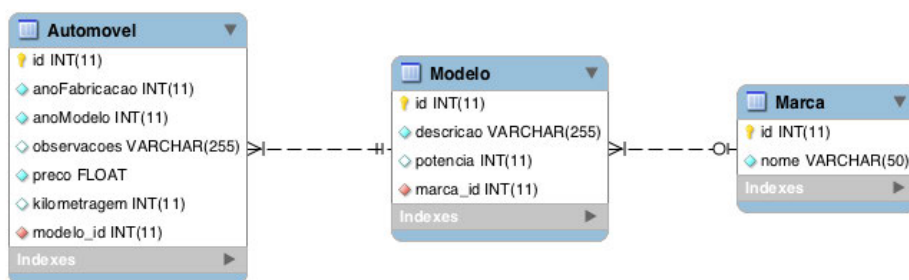 Automovel
id INT(11)
anoFabricacao INT(11)
anoModelo INT(11)
observacoes VARCHAR(255)
preco FLOAT
kilometragem INT(11)
modelo_id INT(11)
Indexes
Modelo
id INT(11)
descricao VARCHAR(255)
potencia INT(11)
marca_id INT(11)
Indexes
Marca
id INT(11)
nome VARCHAR(50)
Indexes